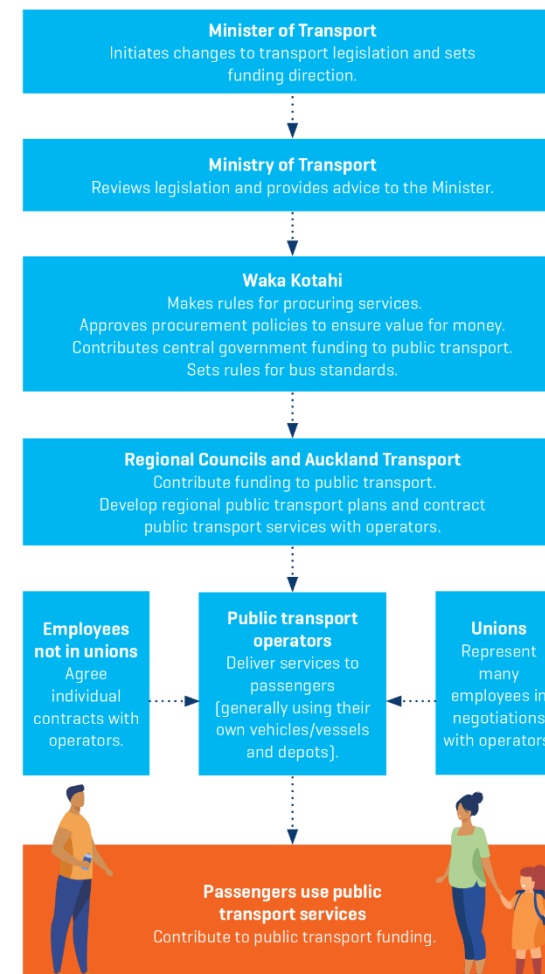 Minister of Transport
Initiates changes to transport legislation and sets
funding direction.
Ministry of Transport
Reviews legislation and provides advice to the Minister.
Waka Kotahi
Makes rules for procuring services.
Approves procurement policies to ensure value for money.
Contributes central government funding to public transport.
Sets rules for bus standards.
Regional Councils and Auckland Transport
Contribute funding to public transport.
Develop regional public transport plans and contract
public transport services with operators.
Employees
not in unions
Agree
individual
contracts with
operators.
Public transport
operators
Deliver services to
passengers
(generally using their
own vehicles/vessels
and depots).
Unions
Represent
many
employees in
negotiations
with operators
Passengers use public
transport services
Contribute to public transport funding.